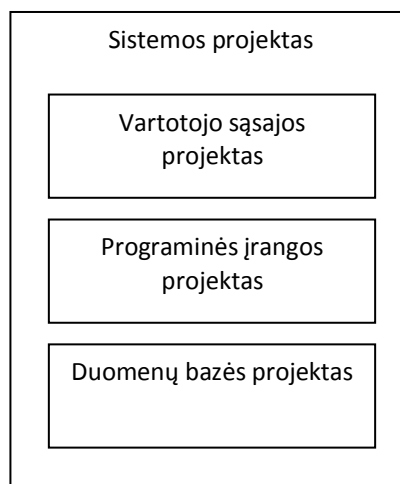 Sistemos projektas
Vartotojo sąsajos
projektas
Programinės įrangos
projektas
Duomenų bazės projektas